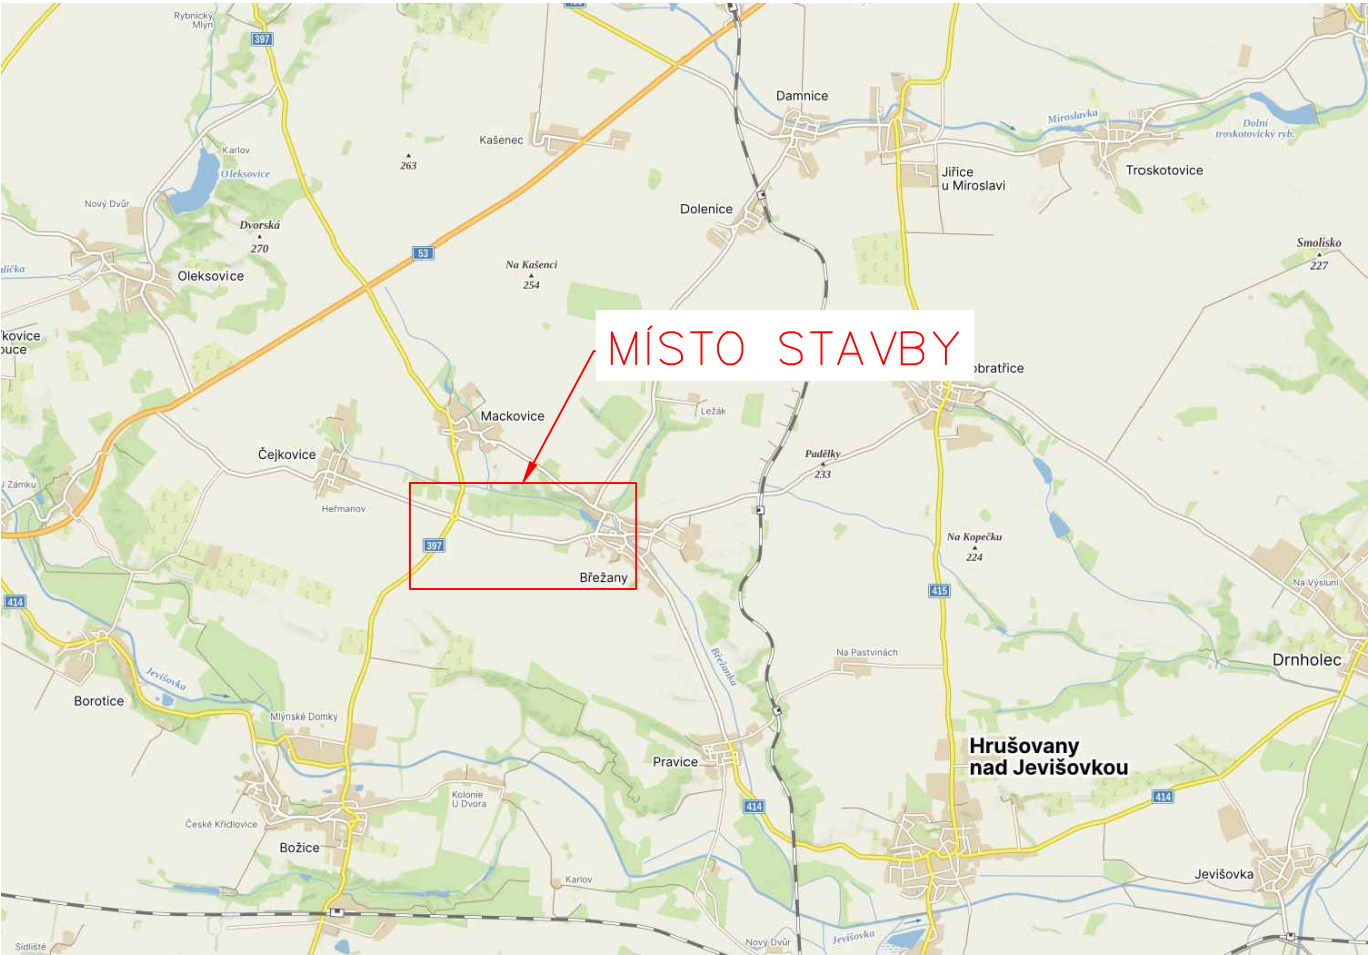 Rybnický
Mlýn
397
Damnice
Miroslavka
Dolní
troskotovický ryb.
Kašenec
Karlov
Oleksovice
263
Jiřice
u Miroslavi
Troskotovice
Nový Dvůr
Dolenice
Dvorská
270
53
Smolisko
227
Oleksovice
Na Kašenci
254
MÍSTO STAVBY
Mackovice
Ležák
Čejkovice
Padělky
233
Heřmanov
397
Na Kopečku
224
Břežany
Na Výsluní
414
415
Břežanka
Na Pastvinách
Drnholec
Jevišovka
Borotice
Mlýnské Domky
Hrušovany
nad Jevišovkou
Pravice
Kolonie
U Dvora
414
414
České Křídlovice
Božice
Karlov
Jevišovka
Jevišovka
Nový Dvůr
Sídliště